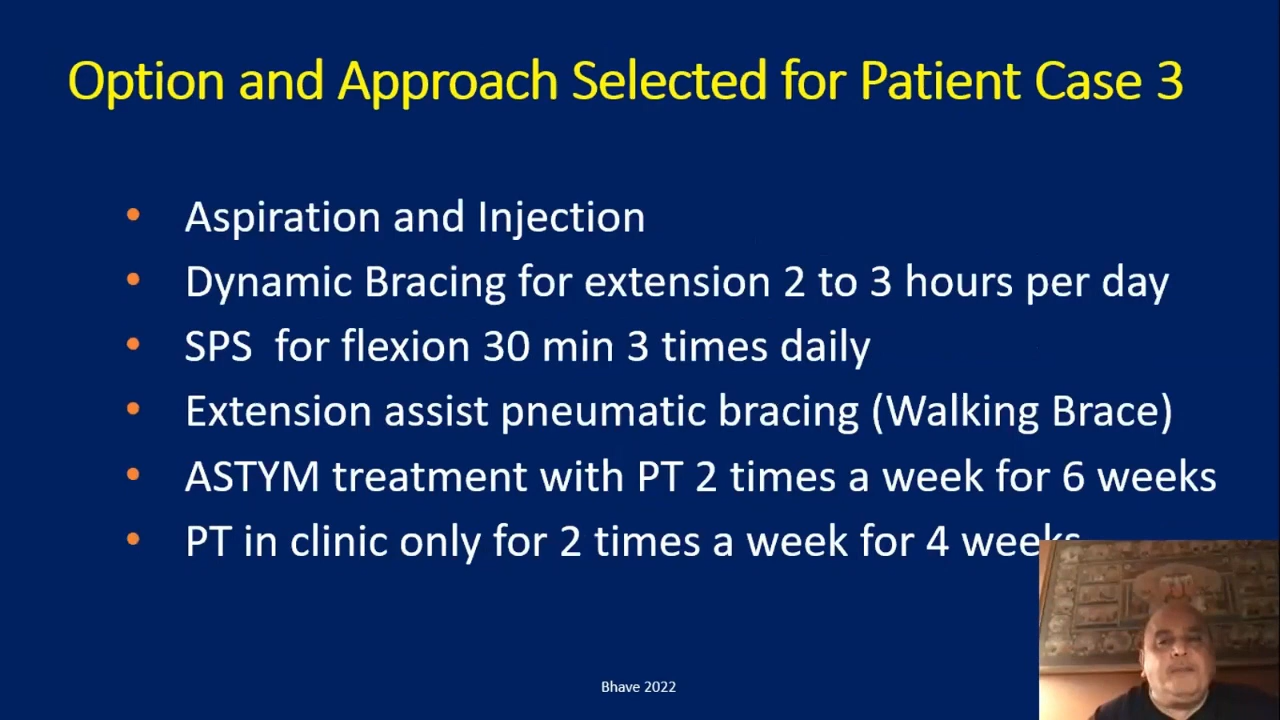 Option and Approach Selected for Patient Case 3
• Aspiration and Injection
• Dynamic Bracing for extension 2 to 3 hours per day
• SPS  for flexion 30 min 3 times daily
• Extension assist pneumatic bracing (Walking Brace)
• ASTYM treatment with PT 2 times a week for 6 weeks
• PT in clinic only for 2 times a week for 4 weeks
Bhave 2022